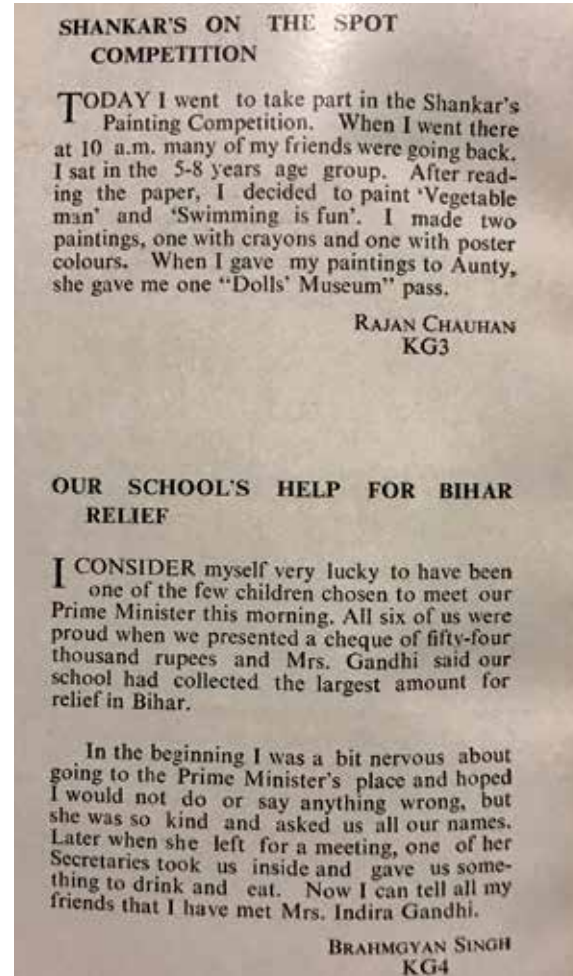 SHANKAR'S ON THE SPOT
COMPETITION
TODAY I went to take part in the Shankar's
Painting Competition. When I went there
at 10 a.m. many of my friends were going back.
I sat in the 5-8 years age group. After read-
ing the paper, I decided to paint 'Vegetable
man' and 'Swimming is fun'. I made two
paintings, one with crayons and one with poster
colours. When I gave my paintings to Aunty,
she gave me one "Dolls' Museum" pass.
RAJAN CHAUHAN
KG3
OUR SCHOOL'S HELP FOR BIHAR
RELIEF
I CONSIDER myself very lucky to have been
one of the few children chosen to meet our
Prime Minister this morning. All six of us were
proud when we presented a cheque of fifty-four
thousand rupees and Mrs. Gandhi said our
school had collected the largest amount for
relief in Bihar.
In the beginning I was a bit nervous about
going to the Prime Minister's place and hoped
I would not do or say anything wrong, but
she was so kind and asked us all our names.
Later when she left for a meeting, one of her
Secretaries took us inside and gave us some-
thing to drink and eat. Now I can tell all my
friends that I have met Mrs. Indira Gandhi.
BRAHMGYAN SINGH
KG4